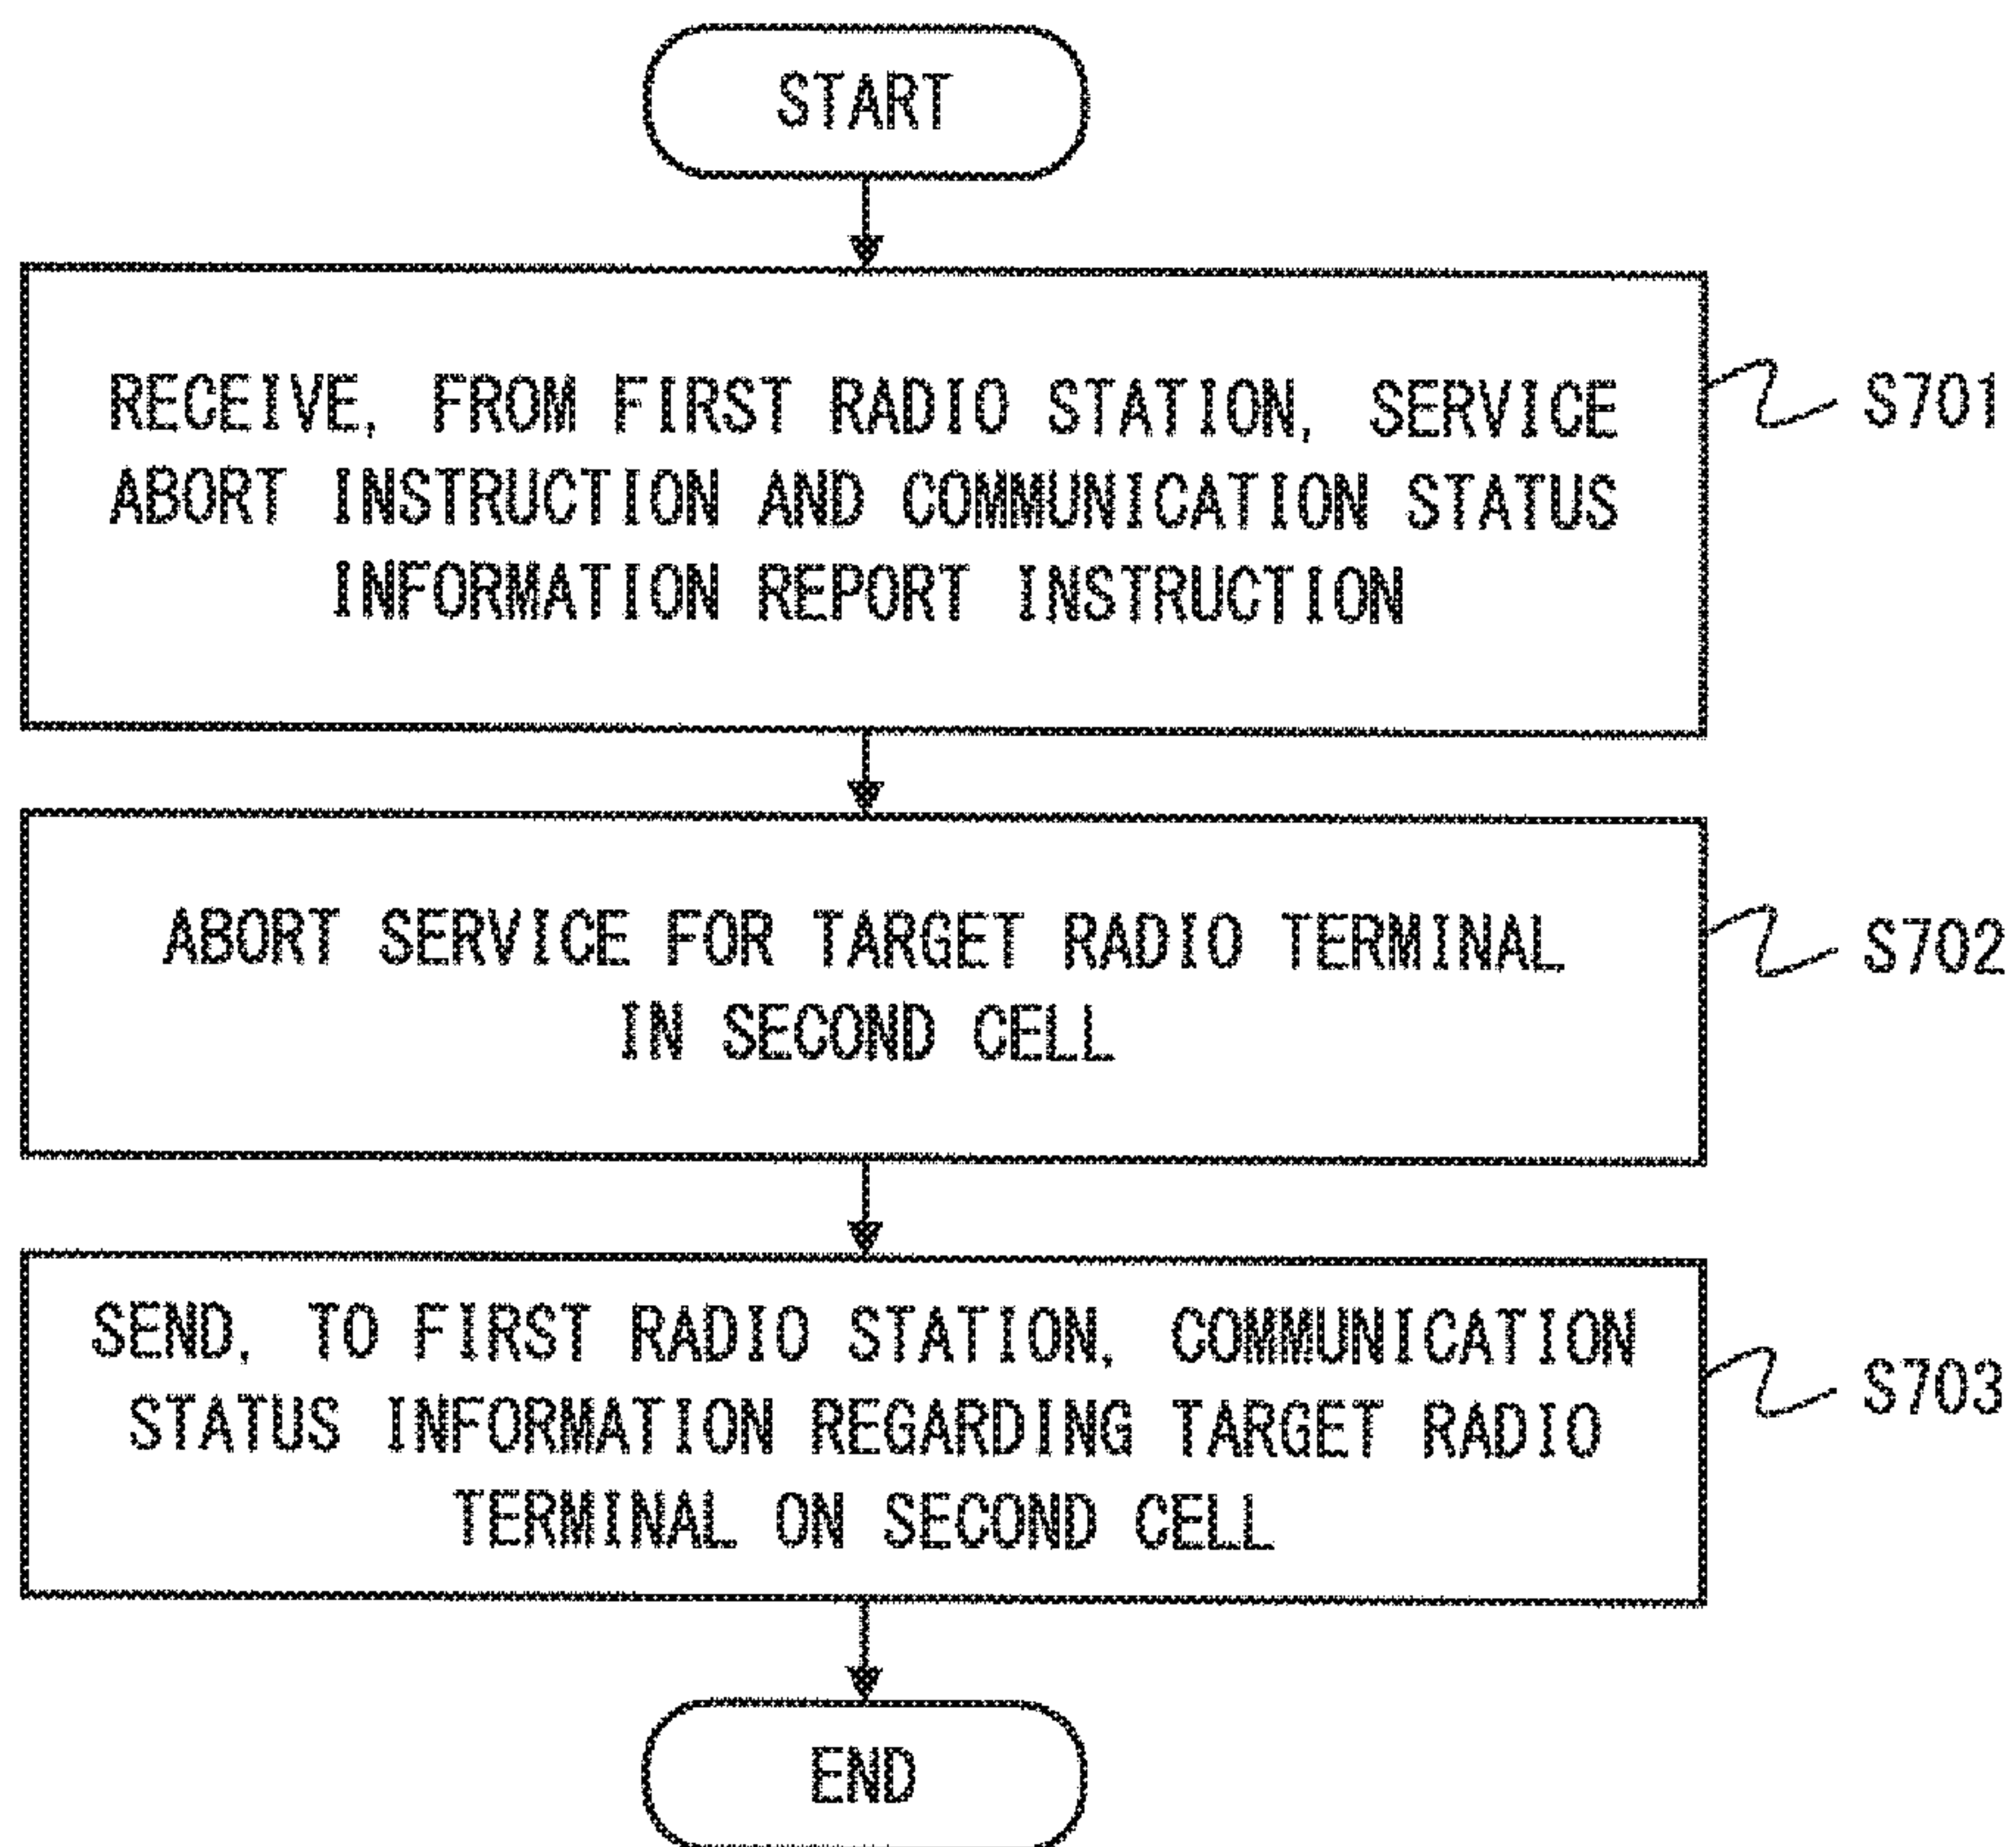 START
RECEIVE, FROM FIRST RADIO STATION, SERVICE
ABORT INSTRUCTION AND COMMUNICATION STATUS
INFORMATION REPORT INSTRUCTION
S701
ABORT SERVICE FOR TARGET RADIO TERMINAL
IN SECOND CELL
S702
SEND, TO FIRST RADIO STATION, COMMUNICATION
STATUS INFORMATION REGARDING TARGET RADIO
TERMINAL ON SECOND CELL
S703
END